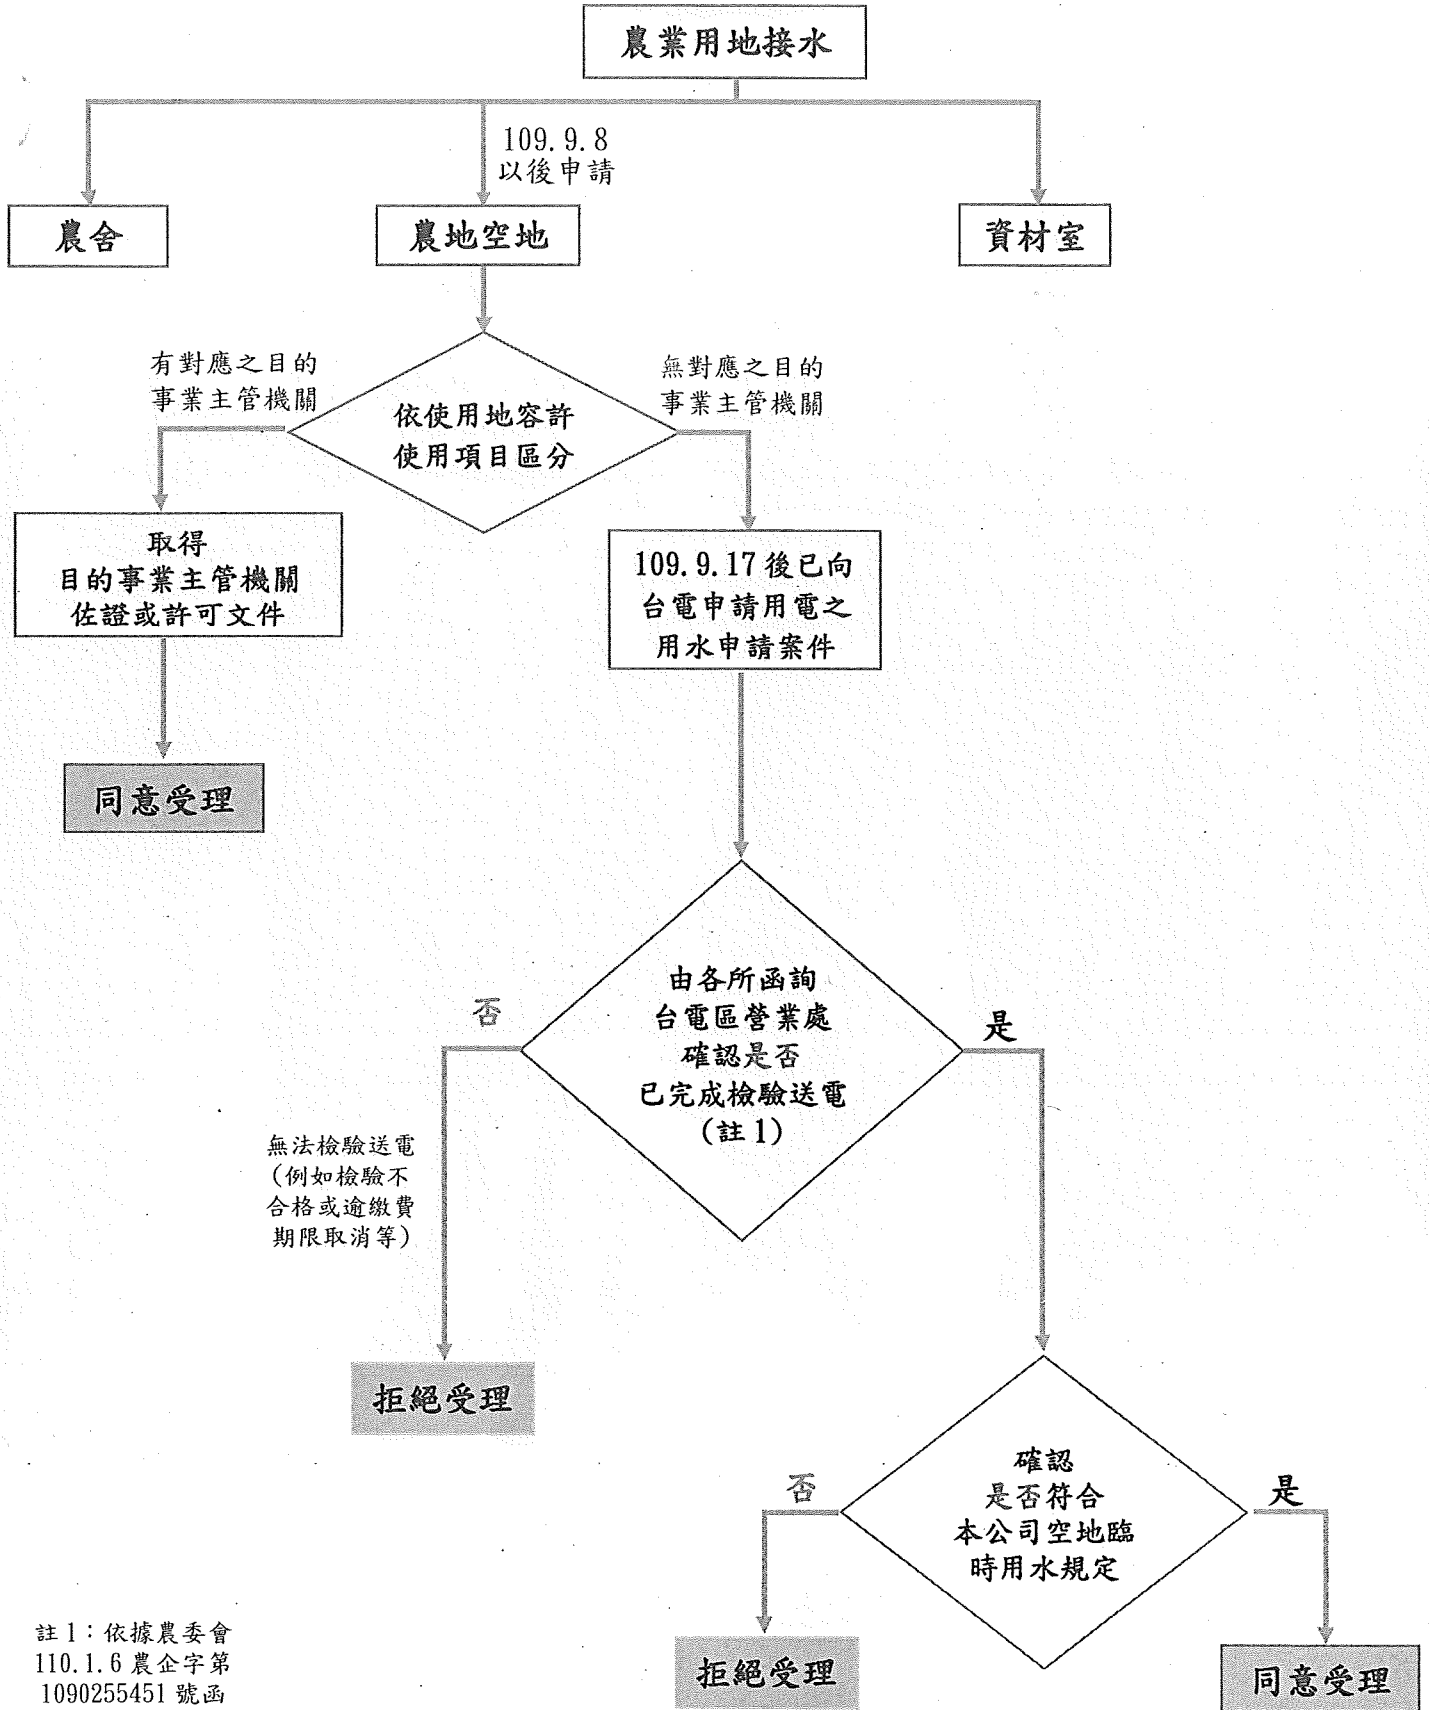 農業用地接水
109.9.8
以後申請
農舍
農地空地
資材室
有對應之目的
事業主管機關
無對應之目的
事業主管機關
依使用地容許
使用項目區分
取得
目的事業主管機關
佐證或許可文件
109.9.17後已向
台電申請用電之
用水申請案件
同意受理
由各所函詢
台電區營業處
確認是否
已完成檢驗送電
(註1)
否
是
無法檢驗送電
(例如檢驗不
合格或逾繳費
期限取消等)
拒絕受理
確認
是否符合
本公司空地臨
時用水規定
否
是
拒絕受理
同意受理
註1：依據農委會
110.1.6農企字第
1090255451號函